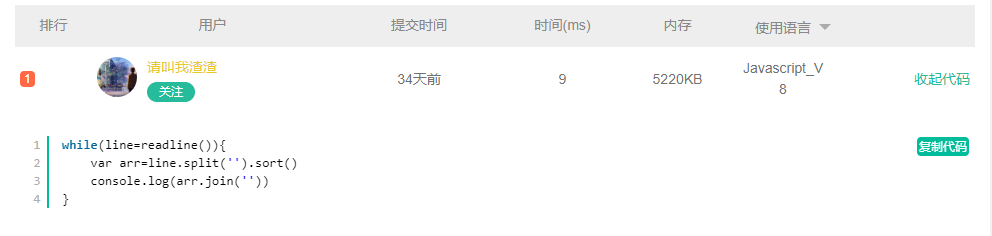 排行 用户 提交时间 时间(ms) 内存 使用语言
1 请叫我渣渣 关注 34天前 9 5220KB Javascript_V8 收起代码
复制代码
1 while(line=readline()){
2     var arr=line.split('').sort()
3     console.log(arr.join(''))
4 }